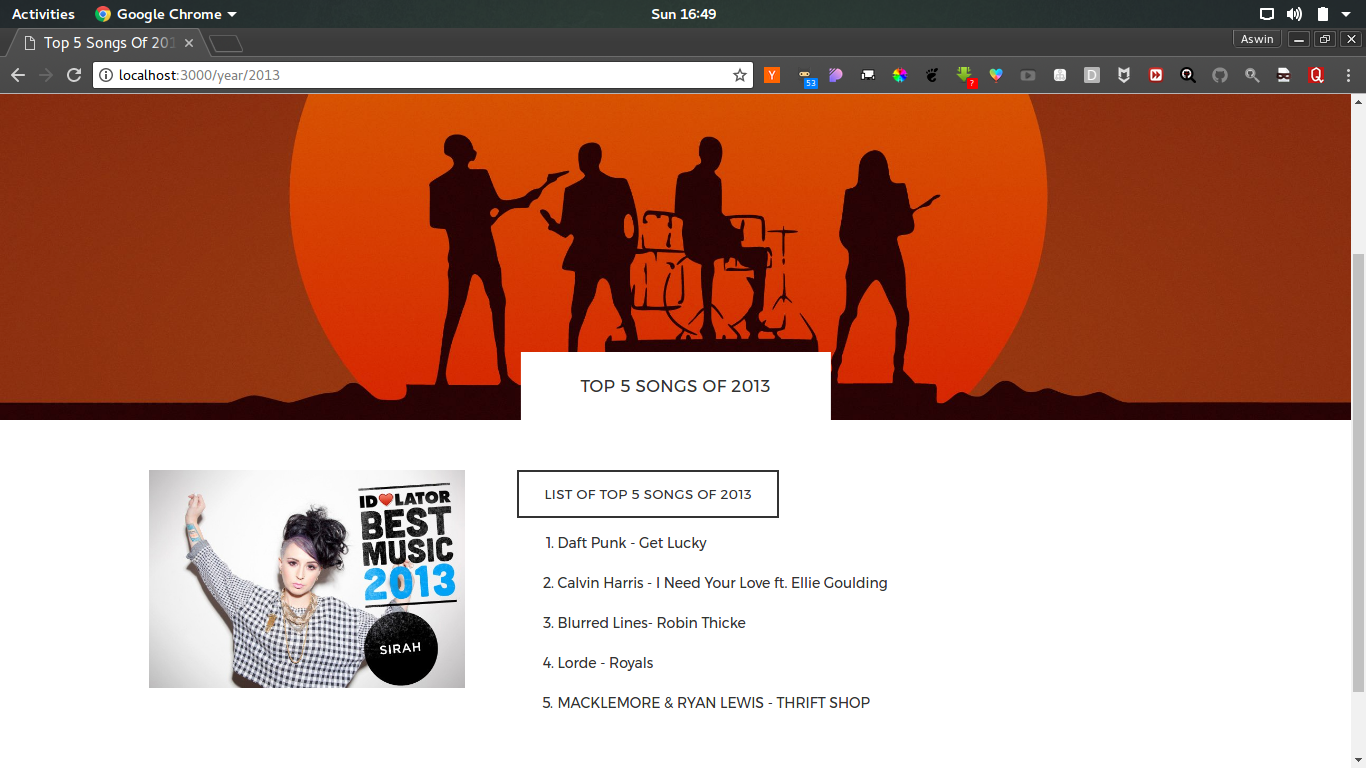 Activities Google Chrome Sun 16:49
Top 5 Songs Of 201 Aswin
localhost:3000/year/2013 Y 53 ? D Q
TOP 5 SONGS OF 2013
ID❤LATOR
BEST
MUSIC
2013
SIRAH
LIST OF TOP 5 SONGS OF 2013
1. Daft Punk - Get Lucky
2. Calvin Harris - I Need Your Love ft. Ellie Goulding
3. Blurred Lines- Robin Thicke
4. Lorde - Royals
5. MACKLEMORE & RYAN LEWIS - THRIFT SHOP